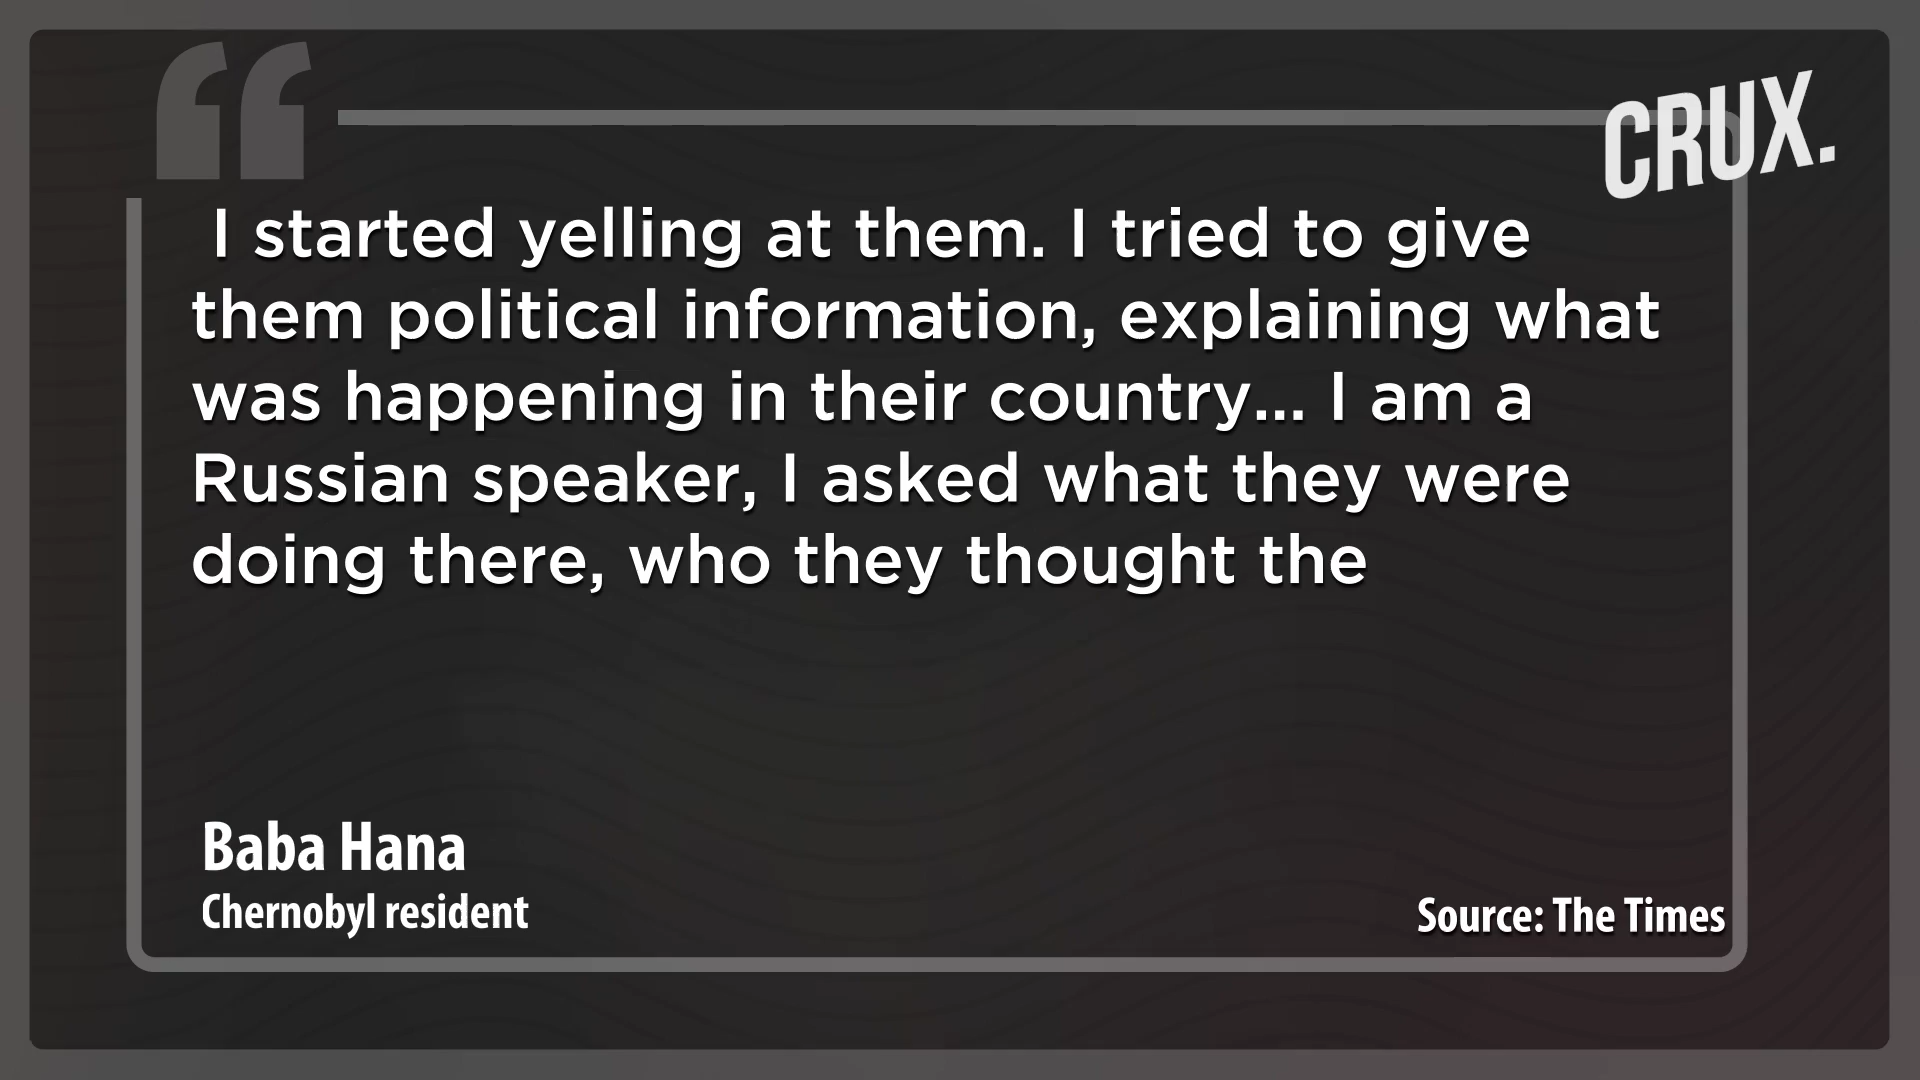 CRUX.
I started yelling at them. I tried to give
them political information, explaining what
was happening in their country... I am a
Russian speaker, I asked what they were
doing there, who they thought the
Baba Hana
Chernobyl resident
Source: The Times